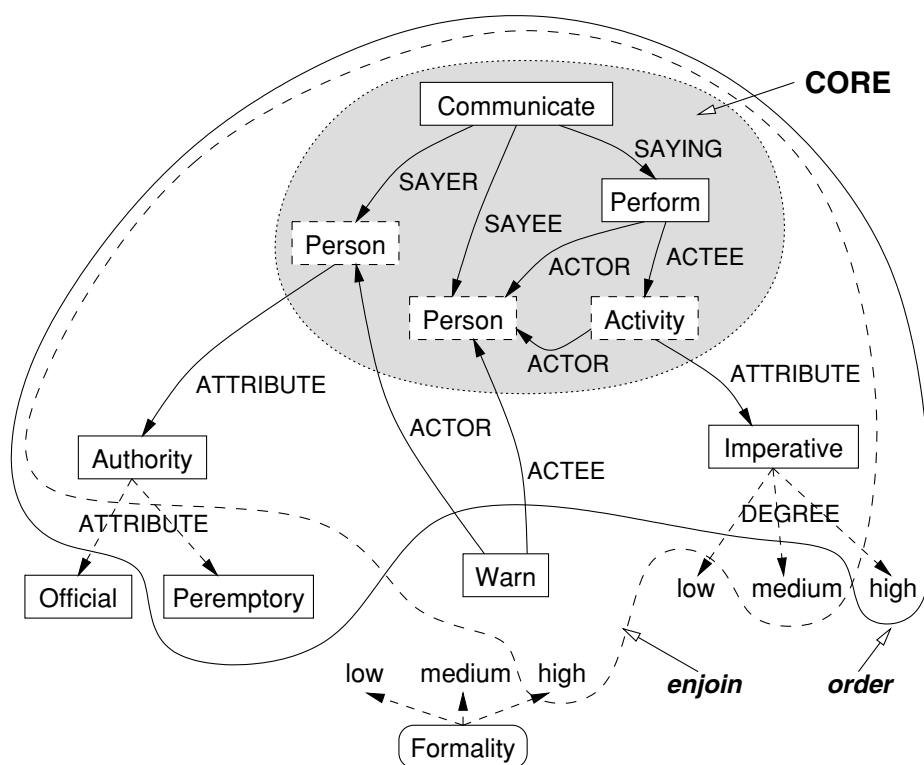 CORE
Communicate
SAYING
SAYER
Perform
Person
SAYEE
ACTOR
ACTEE
Person
Activity
ACTOR
ATTRIBUTE
ATTRIBUTE
ACTOR
Authority
Imperative
ACTEE
ATTRIBUTE
DEGREE
Official
Peremptory
Warn
low
medium
high
low
medium
high
enjoin
order
Formality